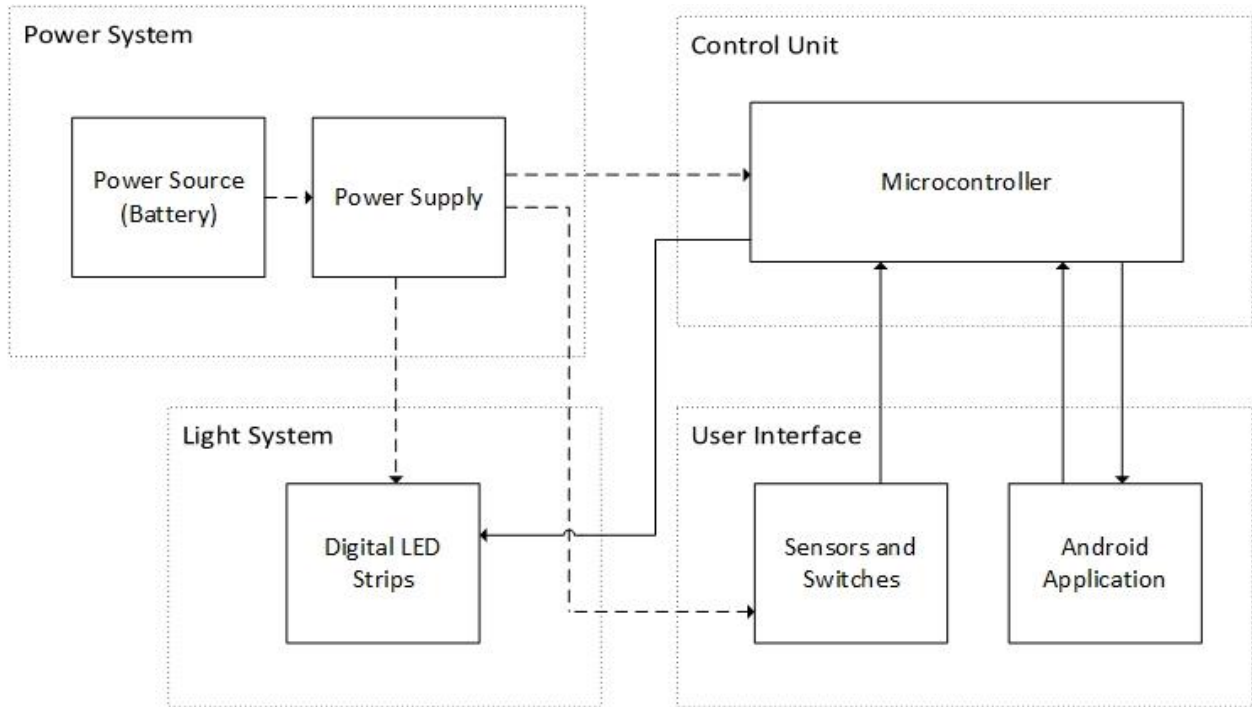 Power System
Control Unit
Power Source
(Battery)
Power Supply
Microcontroller
Light System
User Interface
Digital LED
Strips
Sensors and
Switches
Android
Application